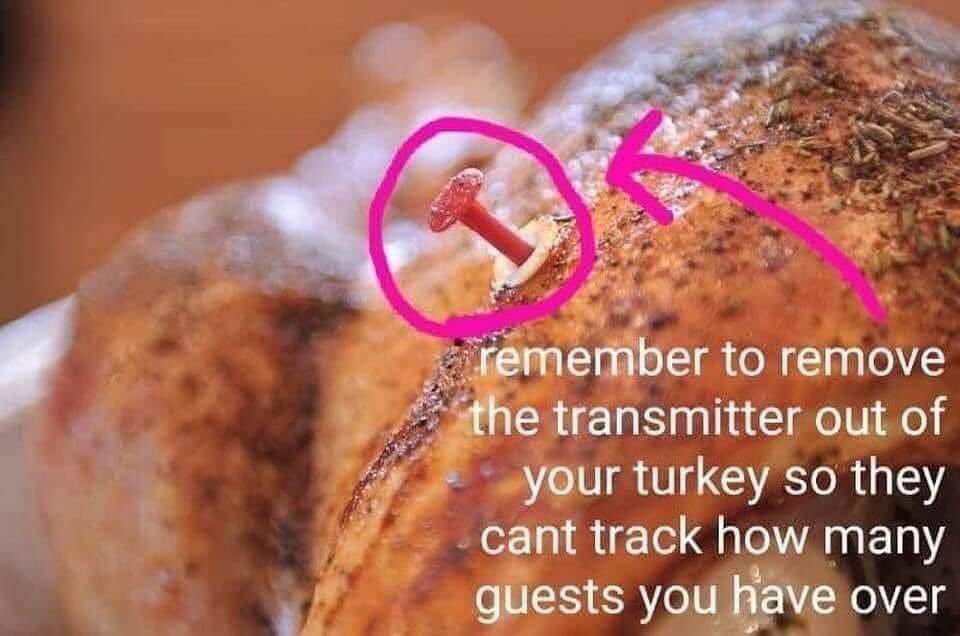 remember to remove
the transmitter out of
your turkey so they
cant track how many
guests you have over